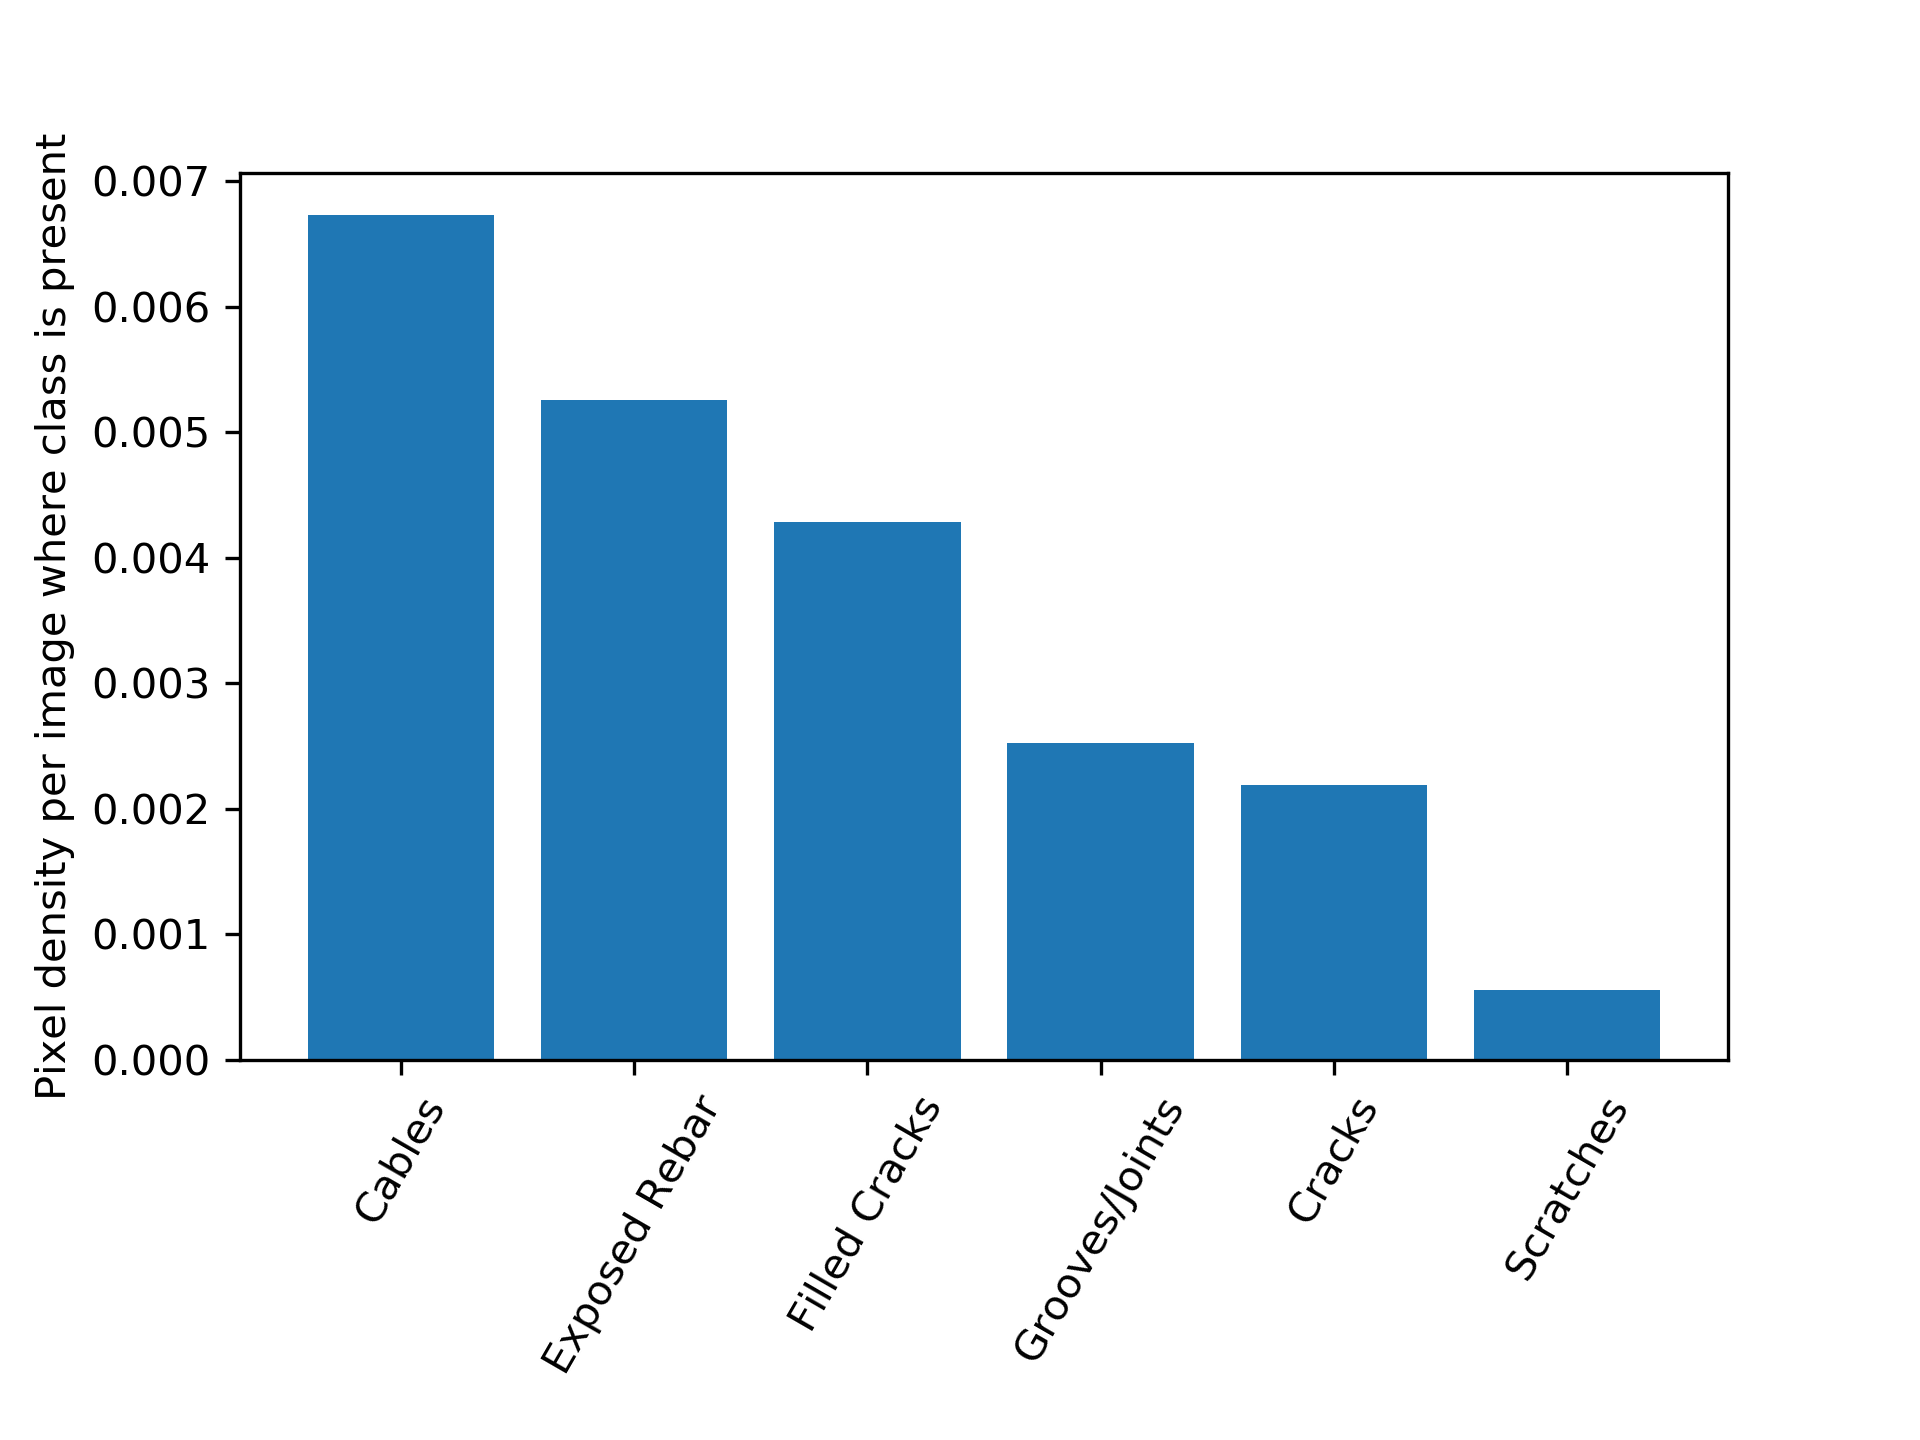 Pixel density per image where class is present
0.007
0.006
0.005
0.004
0.003
0.002
0.001
0.000
Cables
Exposed Rebar
Filled Cracks
Grooves/Joints
Cracks
Scratches